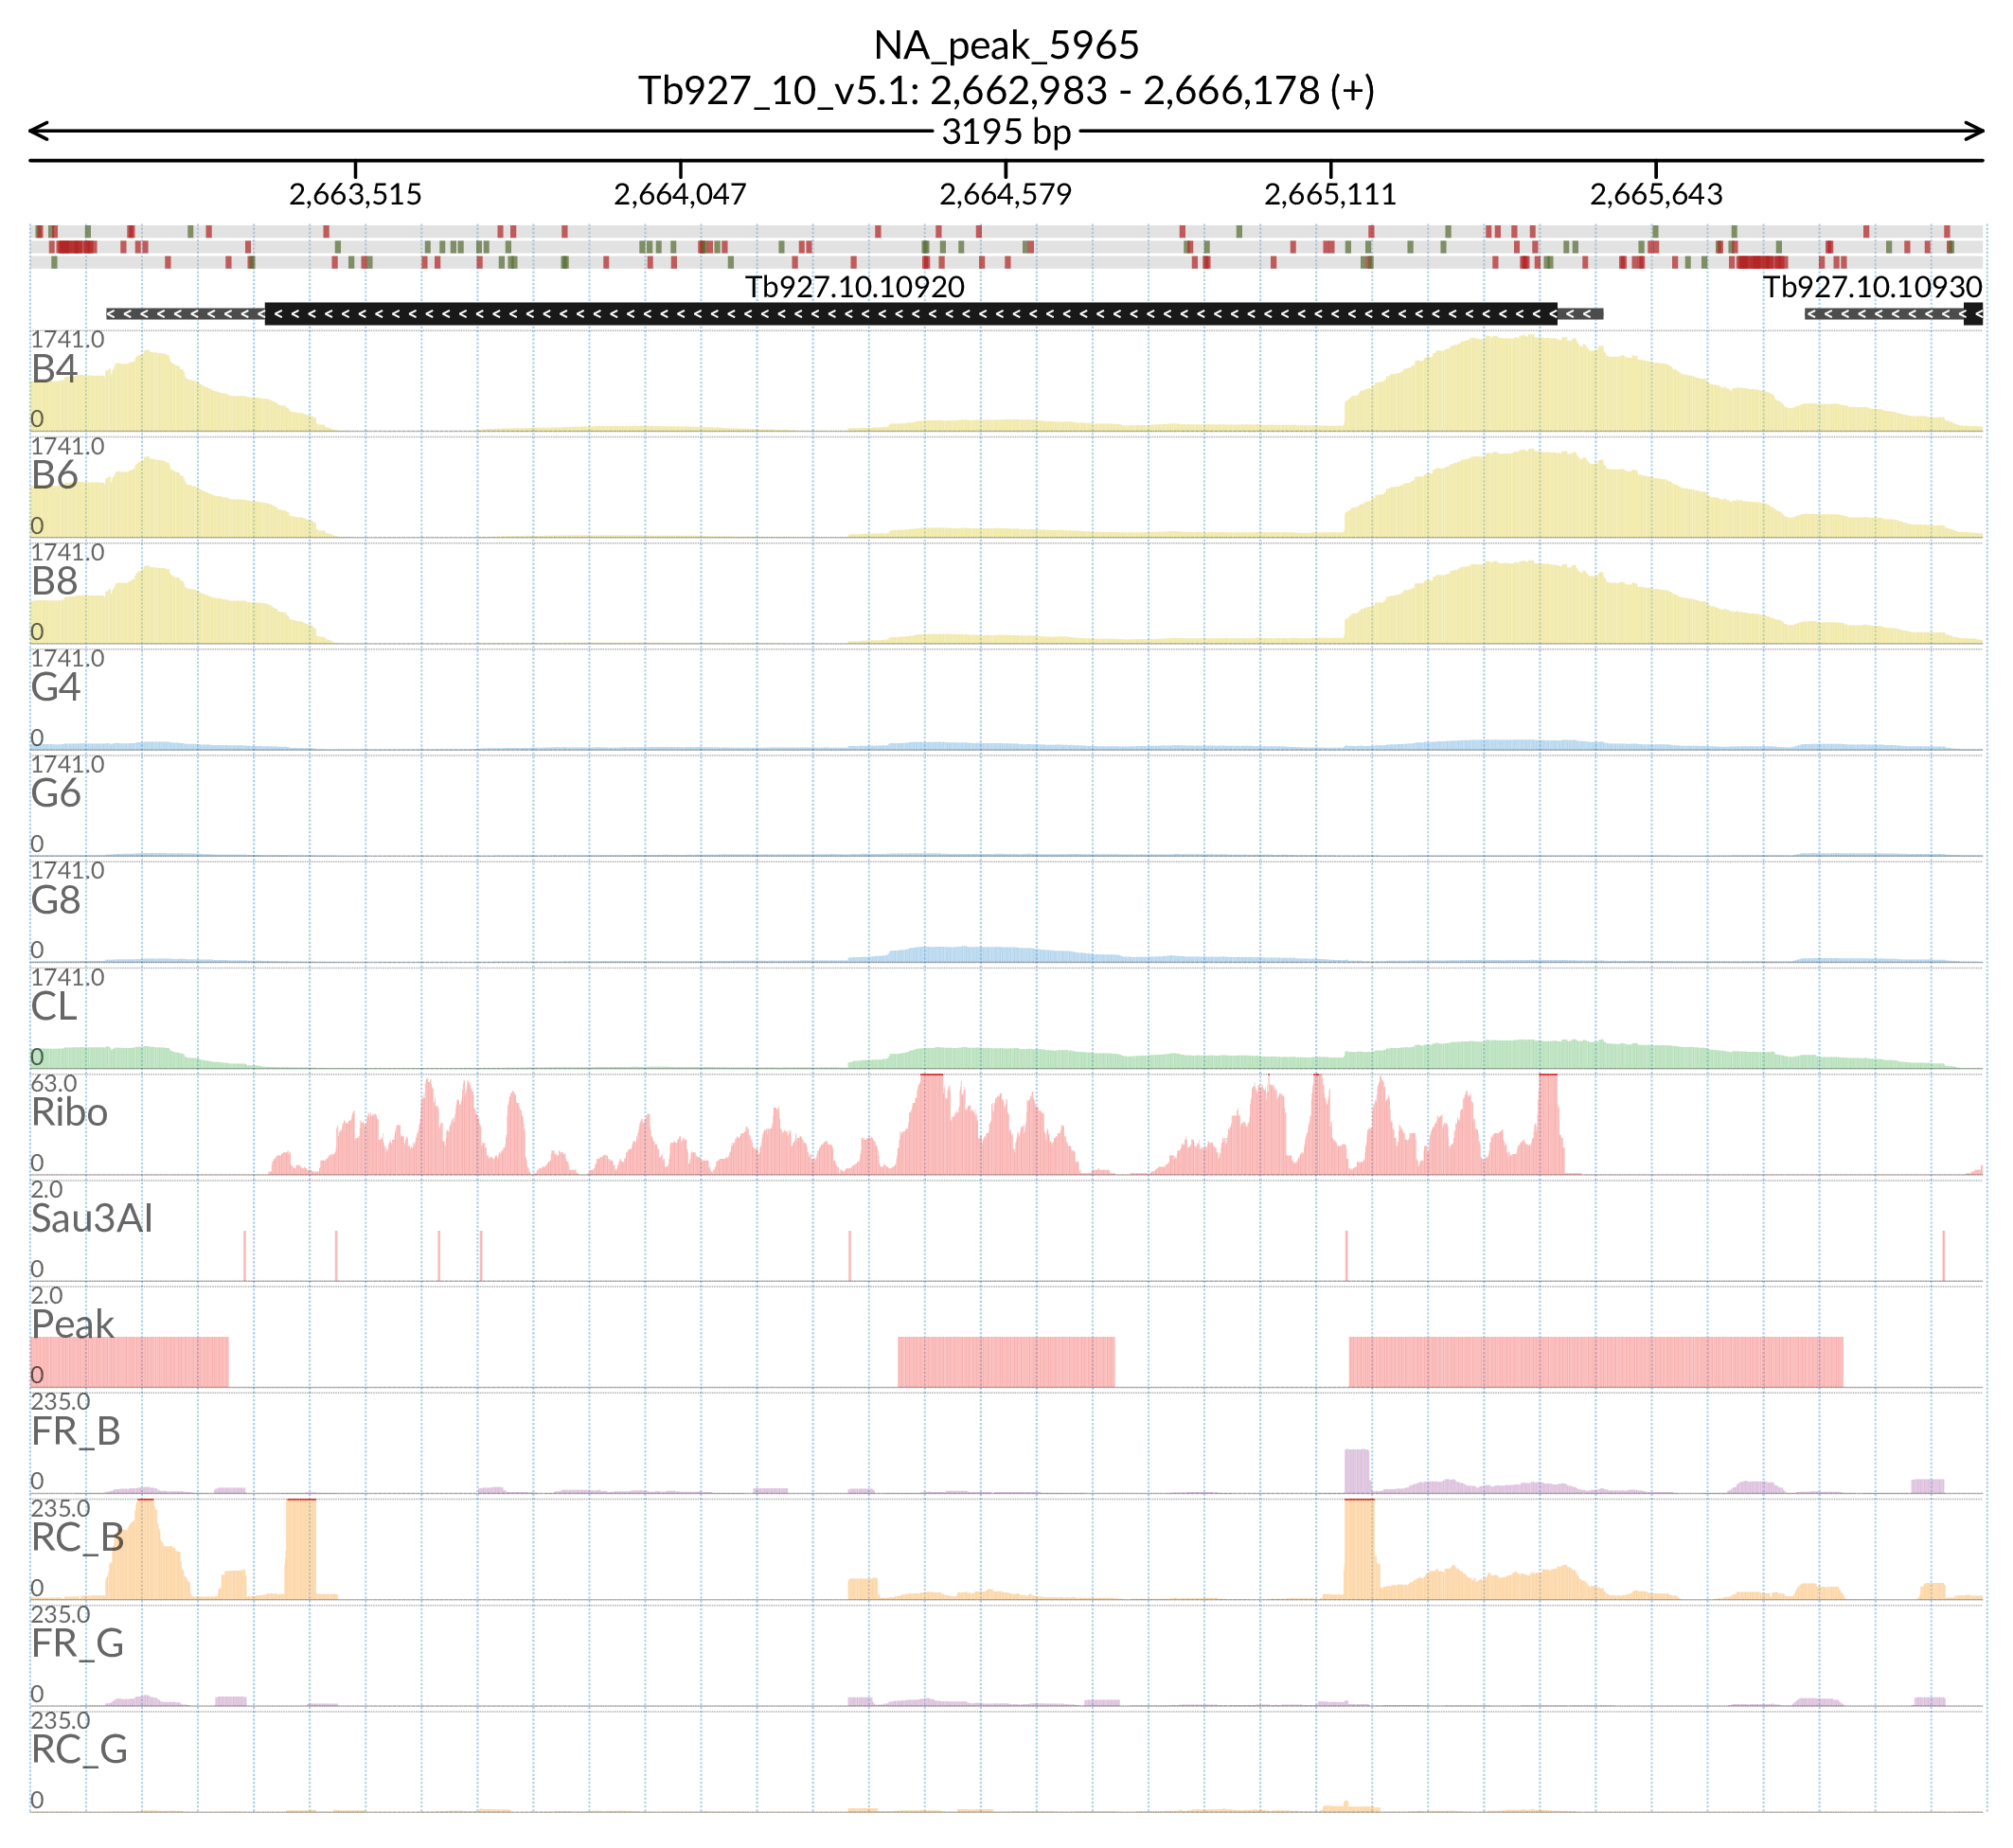 NA_peak_5965
Tb927_10_v5.1: 2,662,983 - 2,666,178 (+)
3195 bp
2,663,515 2,664,047 2,664,579 2,665,111 2,665,643
Tb927.10.10920 Tb927.10.10930
1741.0
B4
0
1741.0
B6
0
1741.0
B8
0
1741.0
G4
0
1741.0
G6
0
1741.0
G8
0
1741.0
CL
0
63.0
Ribo
0
2.0
Sau3AI
0
2.0
Peak
0
235.0
FR_B
0
235.0
RC_B
0
235.0
FR_G
0
235.0
RC_G
0